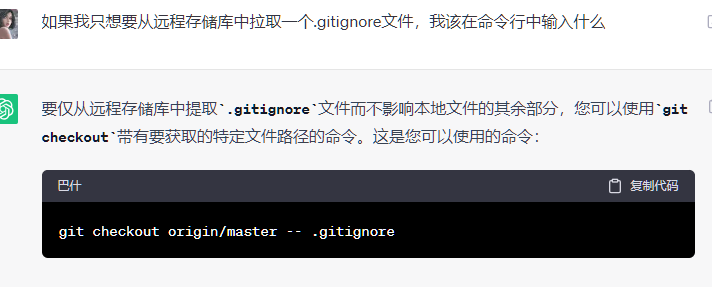 如果我只想要从远程存储库中拉取一个.gitignore文件，我该在命令行中输入什么
要仅从远程存储库中提取`.gitignore`文件而不影响本地文件的其余部分，您可以使用`git
checkout`带有要获取的特定文件路径的命令。这是您可以使用的命令：
巴什 复制代码
git checkout origin/master -- .gitignore